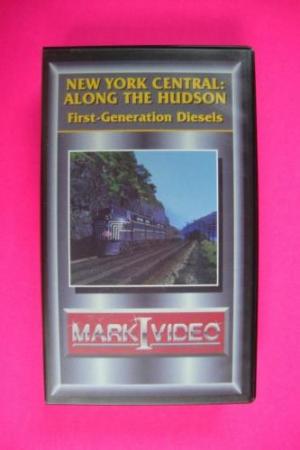 NEW YORK CENTRAL:
ALONG THE HUDSON
First-Generation Diesels
MARK I VIDEO